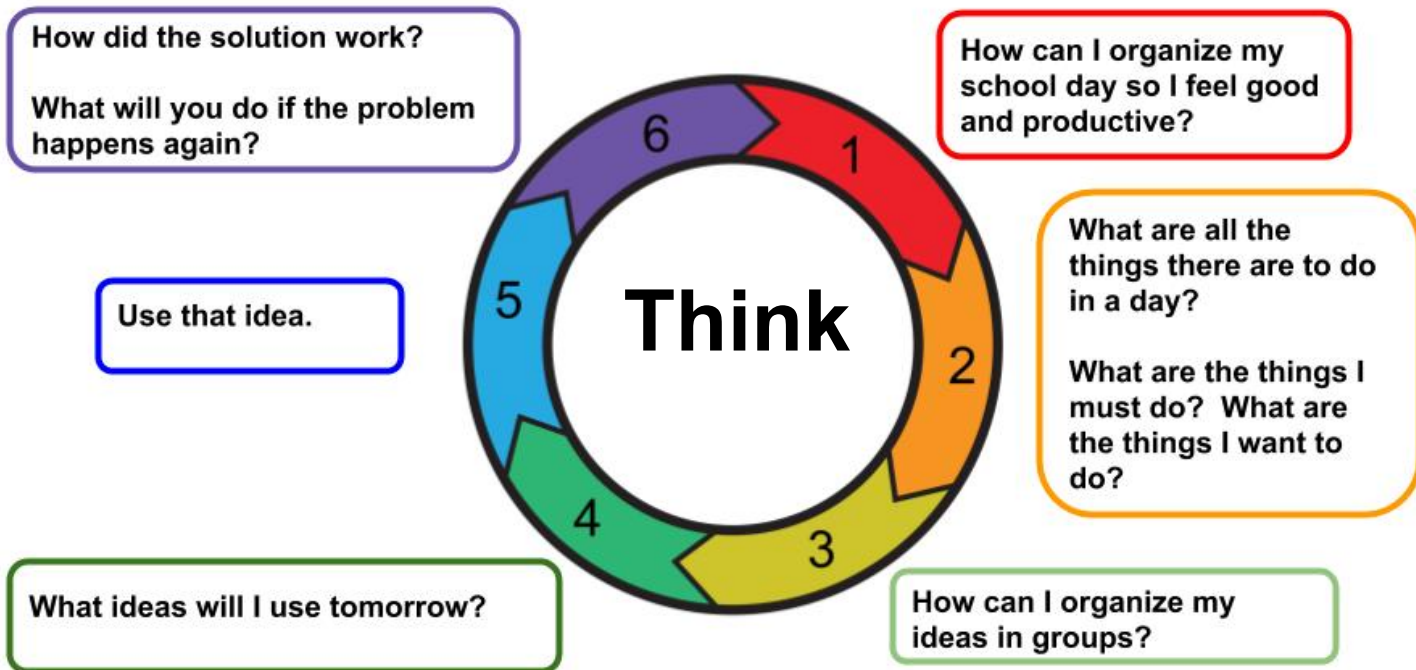 How did the solution work?
What will you do if the problem
happens again?
How can I organize my
school day so I feel good
and productive?
6
1
What are all the
things there are to do
in a day?
What are the things I
must do?  What are
the things I want to
do?
5
Use that idea.
Think
2
4
3
What ideas will I use tomorrow?
How can I organize my
ideas in groups?